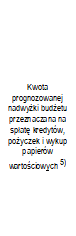 Kwota
prognozowanej
nadwyżki budżetu
przeznaczana na
spłatę kredytów,
pożyczek i wykup
papierów
wartościowych 5)